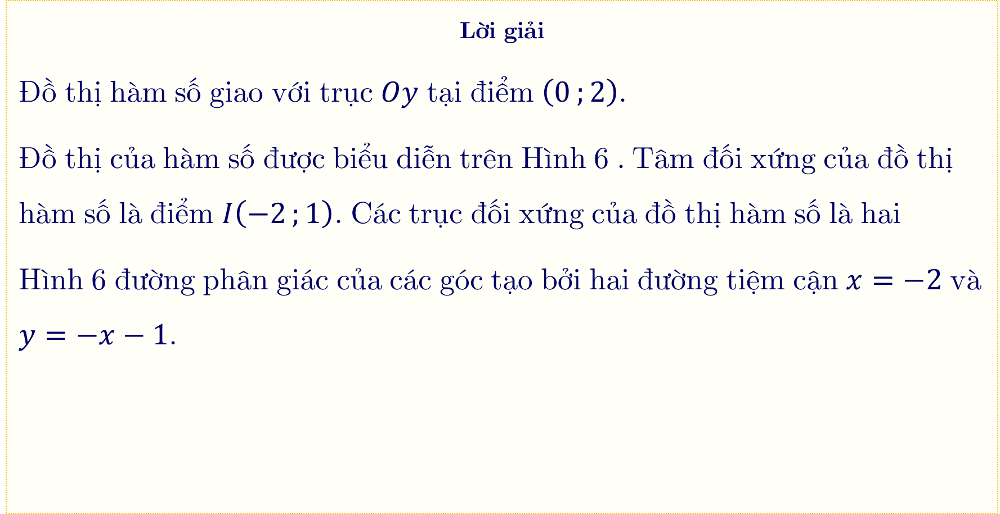 Lời giải
Đồ thị hàm số giao với trục Oy tại điểm (0 ; 2).
Đồ thị của hàm số được biểu diễn trên Hình 6 . Tâm đối xứng của đồ thị
hàm số là điểm I(−2 ; 1). Các trục đối xứng của đồ thị hàm số là hai
Hình 6 đường phân giác của các góc tạo bởi hai đường tiệm cận x = −2 và
y = −x − 1.